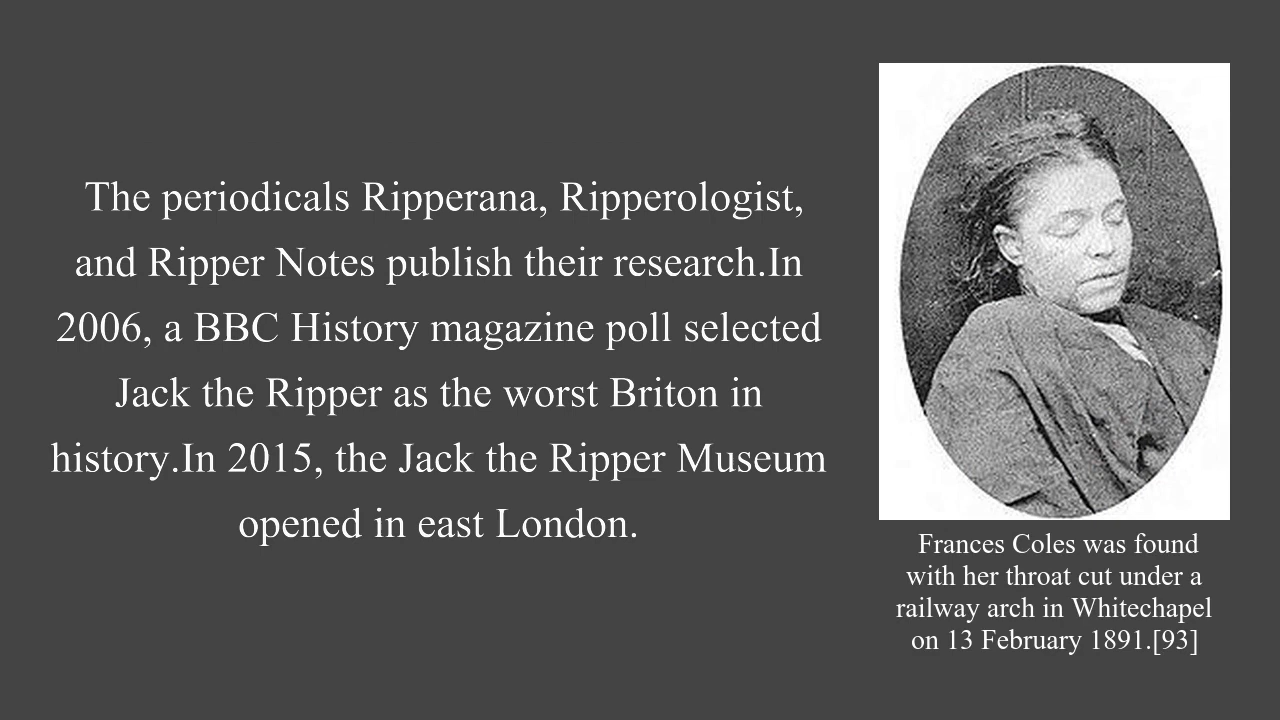 The periodicals Ripperana, Ripperologist,
and Ripper Notes publish their research.In
2006, a BBC History magazine poll selected
Jack the Ripper as the worst Briton in
history.In 2015, the Jack the Ripper Museum
opened in east London.
Frances Coles was found
with her throat cut under a
railway arch in Whitechapel
on 13 February 1891.[93]